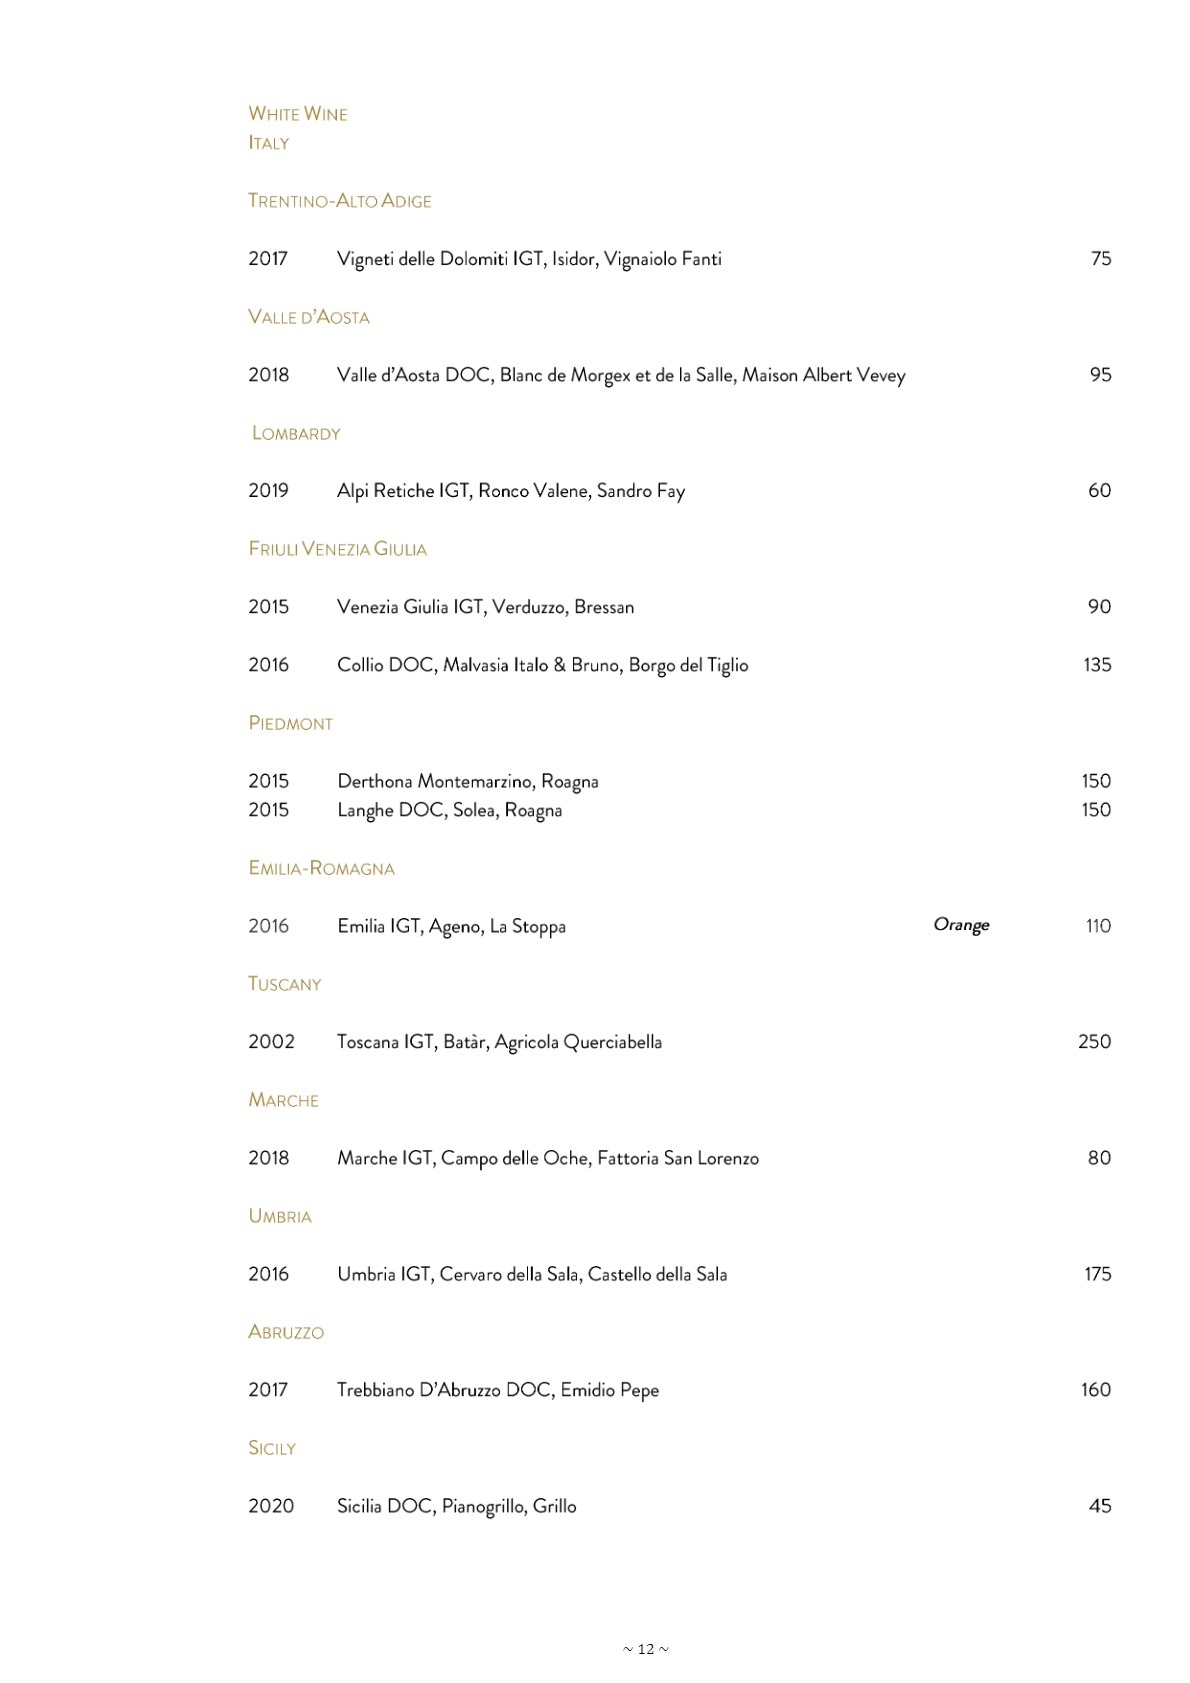 WHITE WINE
ITALY
TRENTINO-ALTO ADIGE
2017 Vigneti delle Dolomiti IGT, Isidor, Vignaiolo Fanti 75
VALLE D’AOSTA
2018 Valle d’Aosta DOC, Blanc de Morgex et de la Salle, Maison Albert Vevey 95
LOMBARDY
2019 Alpi Retiche IGT, Ronco Valene, Sandro Fay 60
FRIULI VENEZIA GIULIA
2015 Venezia Giulia IGT, Verduzzo, Bressan 90
2016 Collio DOC, Malvasia Italo & Bruno, Borgo del Tiglio 135
PIEDMONT
2015 Derthona Montemarzino, Roagna 150
2015 Langhe DOC, Solea, Roagna 150
EMILIA-ROMAGNA
2016 Emilia IGT, Ageno, La Stoppa Orange 110
TUSCANY
2002 Toscana IGT, Batàr, Agricola Querciabella 250
MARCHE
2018 Marche IGT, Campo delle Oche, Fattoria San Lorenzo 80
UMBRIA
2016 Umbria IGT, Cervaro della Sala, Castello della Sala 175
ABRUZZO
2017 Trebbiano D’Abruzzo DOC, Emidio Pepe 160
SICILY
2020 Sicilia DOC, Pianogrillo, Grillo 45
~ 12 ~